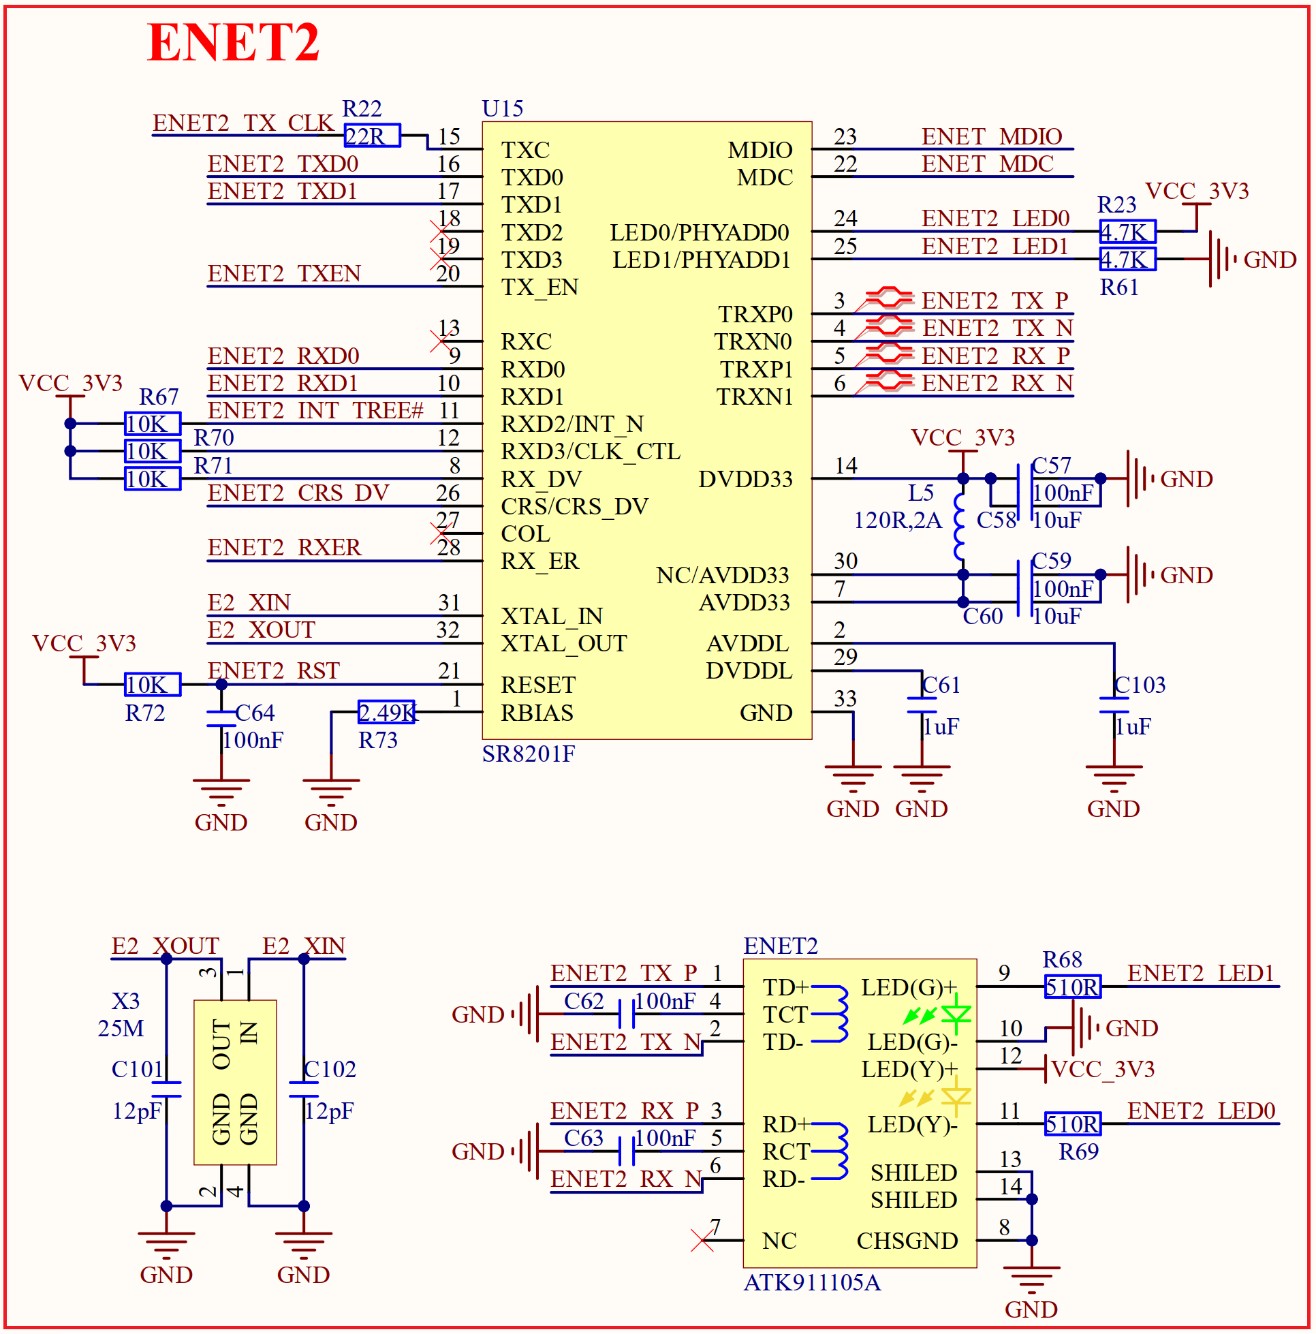 ENET2
ENET2_TX_CLK
R22
22R
15
ENET2_TXD0
16
ENET2_TXD1
17
18
19
ENET2_TXEN
20
13
ENET2_RXD0
9
ENET2_RXD1
10
VCC_3V3
R67
10K
ENET2_INT_TREE#
11
10K
R70
12
10K
R71
8
ENET2_CRS_DV
26
27
ENET2_RXER
28
E2_XIN
31
E2_XOUT
32
VCC_3V3
ENET2_RST
21
10K
R72
C64
100nF
GND
1
2.49K
R73
GND
U15
TXC
TXD0
TXD1
TXD2
TXD3
TX_EN
RXC
RXD0
RXD1
RXD2/INT_N
RXD3/CLK_CTL
RX_DV
CRS/CRS_DV
COL
RX_ER
XTAL_IN
XTAL_OUT
RESET
RBIAS
MDIO
MDC
LED0/PHYADD0
LED1/PHYADD1
TRXP0
TRXN0
TRXP1
TRXN1
DVDD33
NC/AVDD33
AVDD33
AVDDL
DVDDL
GND
SR8201F
23
ENET_MDIO
22
ENET_MDC
24
ENET2_LED0
R23
4.7K
VCC_3V3
25
ENET2_LED1
4.7K
R61
GND
3
ENET2_TX_P
4
ENET2_TX_N
5
ENET2_RX_P
6
ENET2_RX_N
14
VCC_3V3
L5
120R,2A
C57
100nF
C58
10uF
GND
30
7
C59
100nF
C60
10uF
GND
2
29
33
C61
1uF
C103
1uF
GND
GND
GND
E2_XOUT
E2_XIN
3
1
X3
25M
OUT
IN
GND
GND
C101
12pF
C102
12pF
2
4
GND
GND
ENET2
ENET2_TX_P
1
GND
C62
100nF
4
ENET2_TX_N
2
ENET2_RX_P
3
GND
C63
100nF
5
ENET2_RX_N
6
7
TD+
TCT
TD-
RD+
RCT
RD-
NC
LED(G)+
LED(G)-
LED(Y)+
LED(Y)-
SHILED
SHILED
CHSGND
ATK911105A
9
R68
510R
ENET2_LED1
10
GND
12
VCC_3V3
11
510R
R69
ENET2_LED0
13
14
8
GND